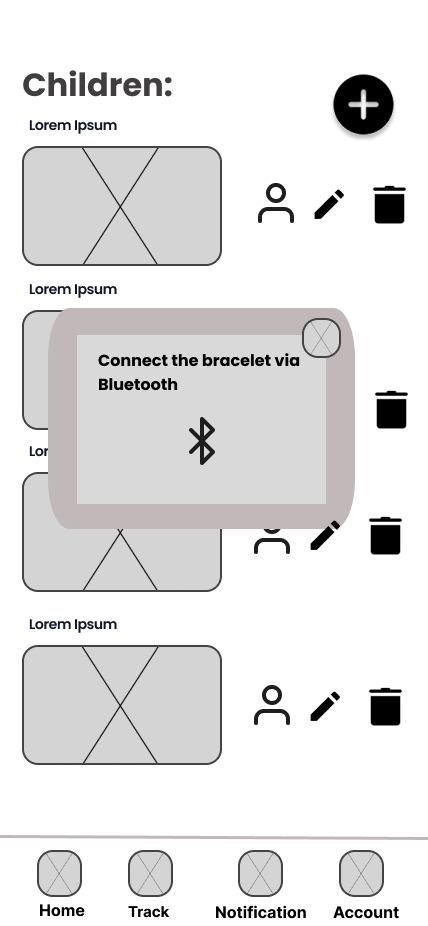 Children:
Lorem Ipsum
Lorem Ipsum
Connect the bracelet via
Bluetooth
Lor
Lorem Ipsum
Home
Track
Notification
Account